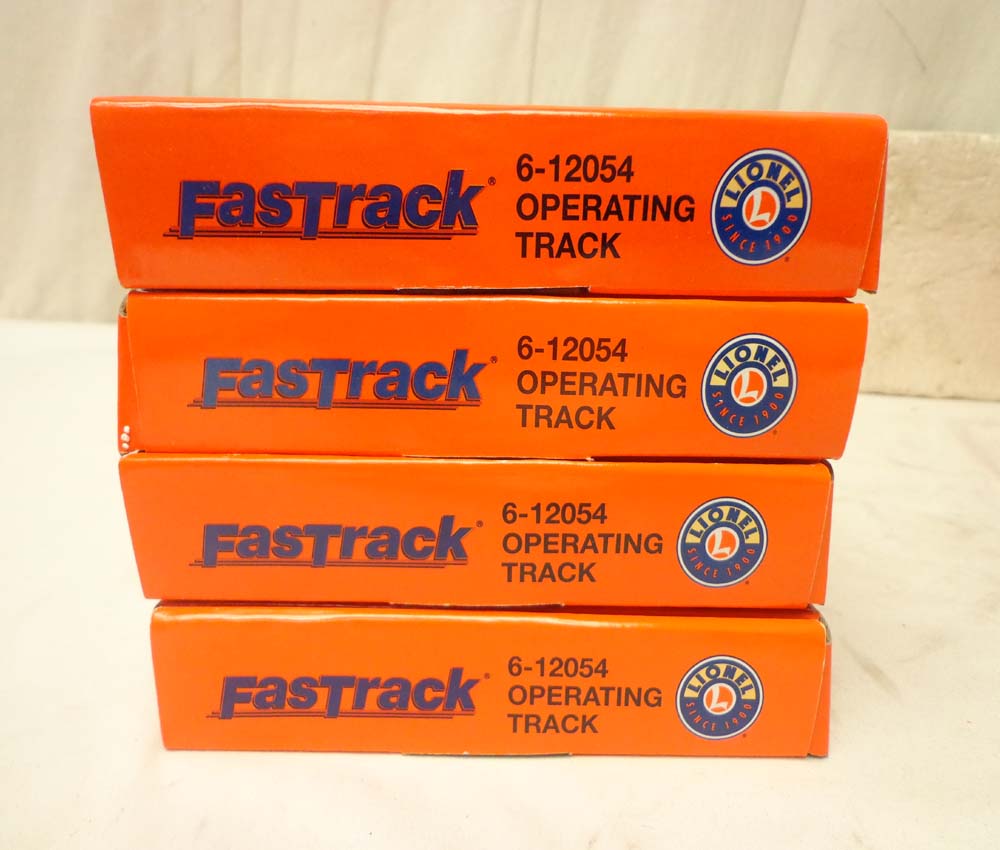 FasTrack®
6-12054
OPERATING
TRACK
LIONEL
SINCE 1900
L
FasTrack®
6-12054
OPERATING
TRACK
LIONEL
SINCE 1900
L
FasTrack®
6-12054
OPERATING
TRACK
LIONEL
SINCE 1900
L
FasTrack®
6-12054
OPERATING
TRACK
LIONEL
SINCE 1900
L